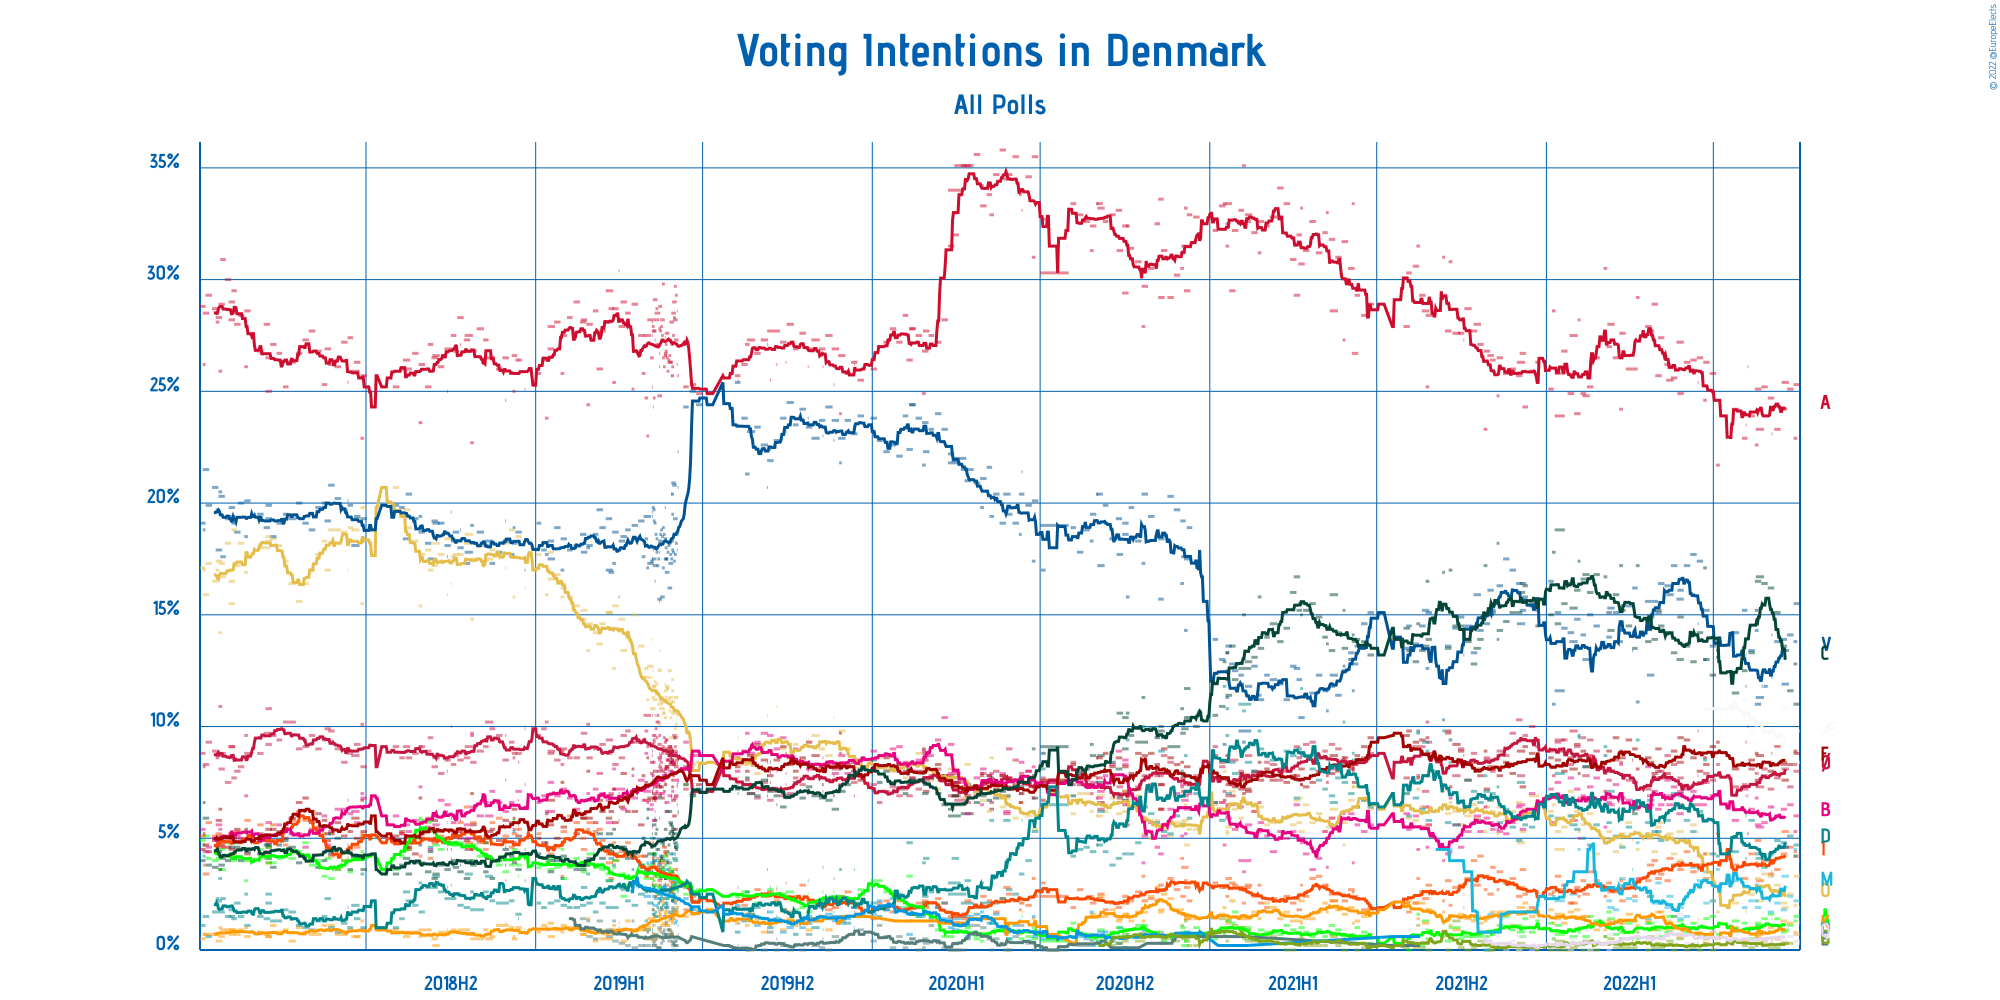 Voting Intentions in Denmark
All Polls
© 2022 @EuropeElects
35%
30%
25%
20%
15%
10%
5%
0%
A
V
C
F
Ø
B
D
I
M
O
2018H2
2019H1
2019H2
2020H1
2020H2
2021H1
2021H2
2022H1